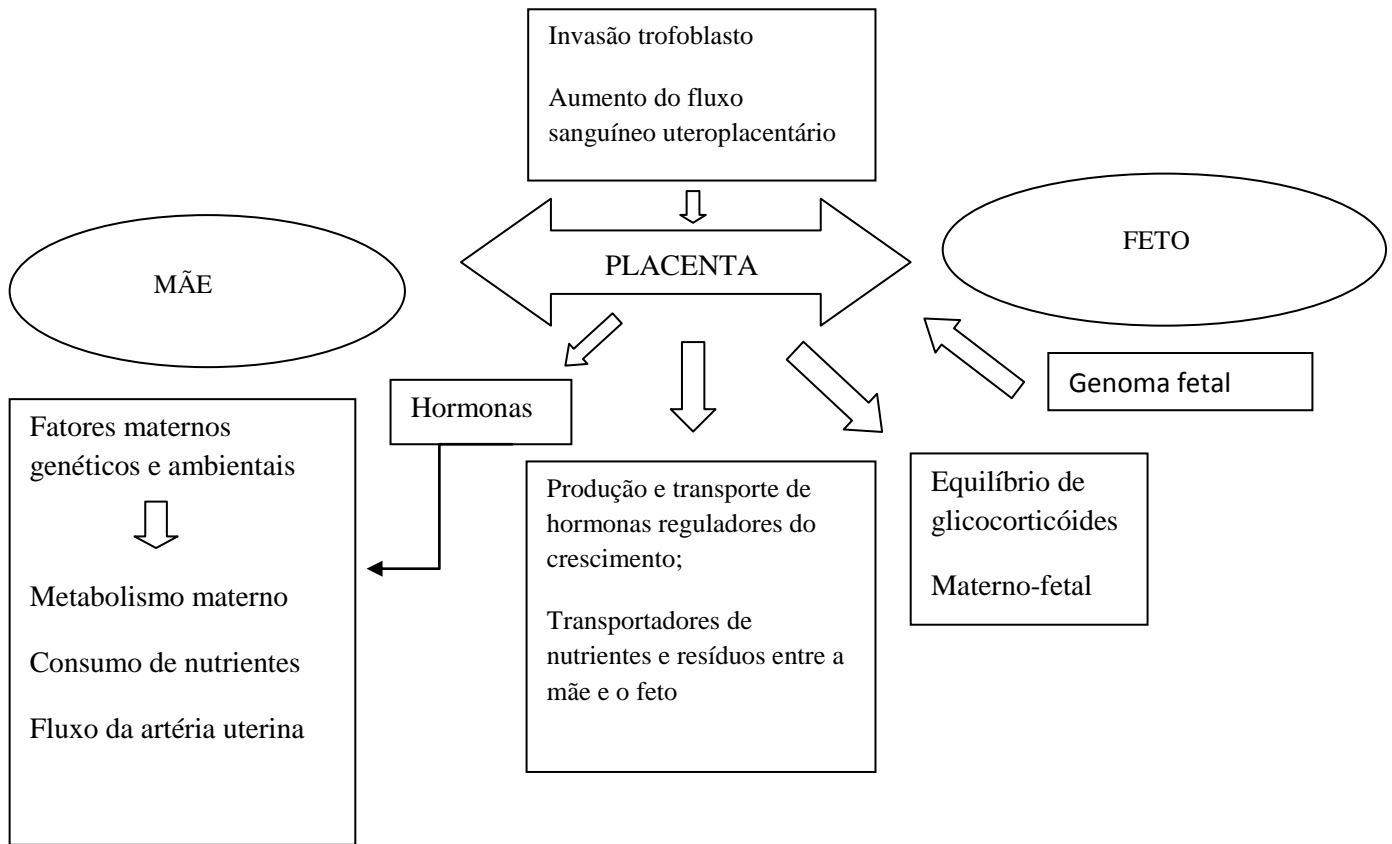 Invasão trofoblasto
Aumento do fluxo
sanguíneo uteroplacentário
MÃE
PLACENTA
FETO
Hormonas
Genoma fetal
Fatores maternos
genéticos e ambientais
Metabolismo materno
Consumo de nutrientes
Fluxo da artéria uterina
Produção e transporte de
hormonas reguladores do
crescimento;
Transportadores de
nutrientes e resíduos entre a
mãe e o feto
Equilíbrio de
glicocorticóides
Materno-fetal